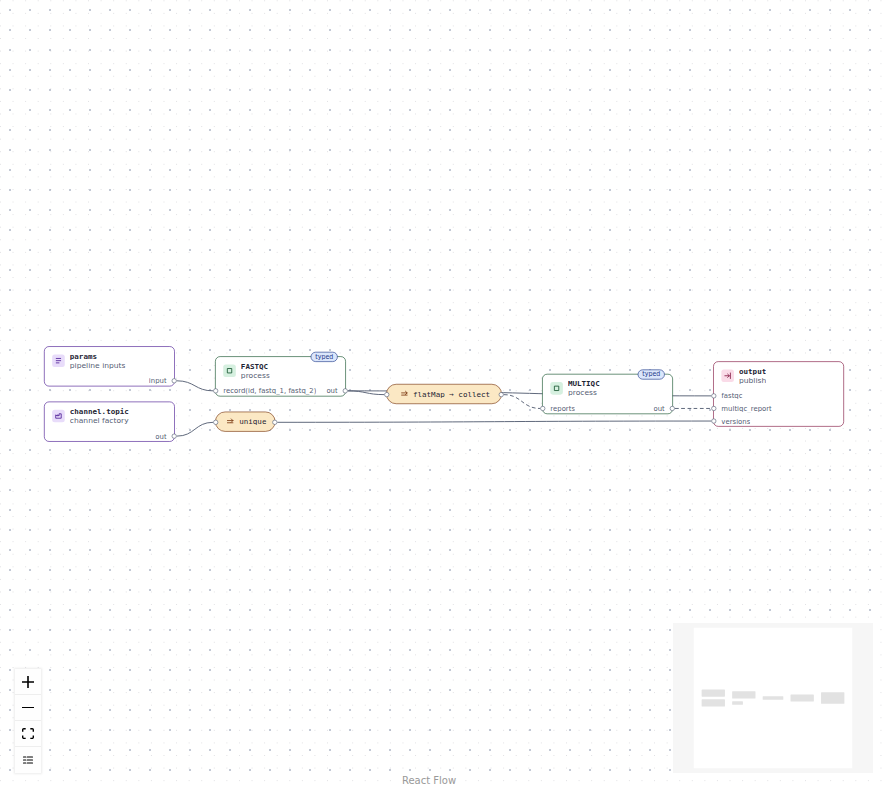 params
pipeline inputs
input
channel.topic
channel factory
out
typed
FASTQC
process
record(id, fastq_1, fastq_2)
out
unique
flatMap → collect
typed
MULTIQC
process
reports
out
output
publish
fastqc
multiqc_report
versions
React Flow